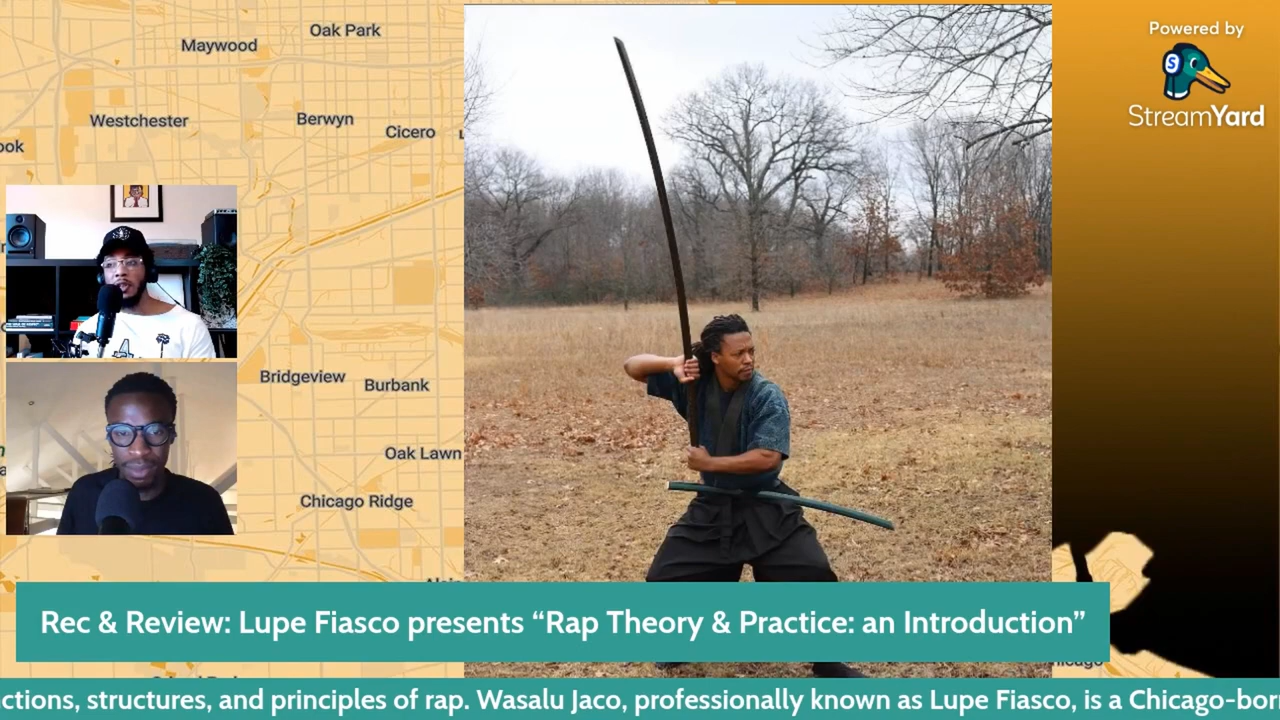 Oak Park
Maywood
Westchester
Berwyn
Cicero
ook
Bridgeview
Burbank
Oak Lawn
Chicago Ridge
Powered by
S
StreamYard
Rec & Review: Lupe Fiasco presents “Rap Theory & Practice: an Introduction”
ctions, structures, and principles of rap. Wasalu Jaco, professionally known as Lupe Fiasco, is a Chicago-bor